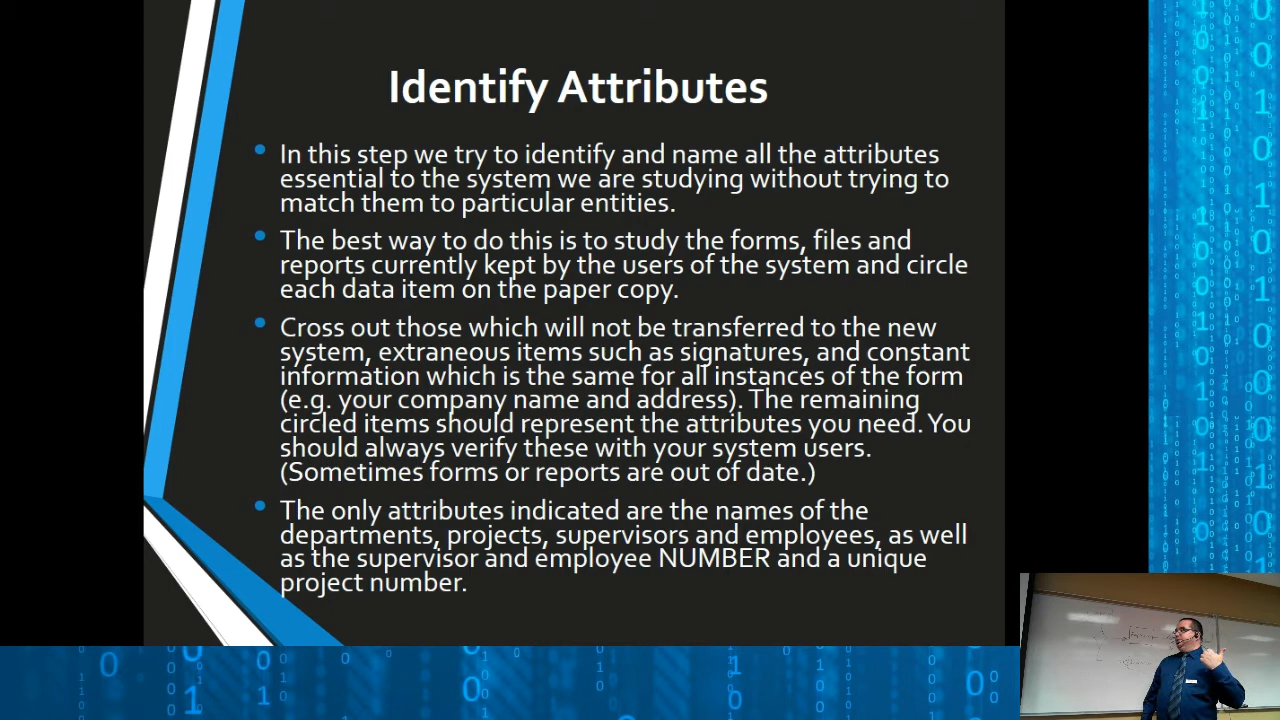 Identify Attributes
In this step we try to identify and name all the attributes
essential to the system we are studying without trying to
match them to particular entities.
The best way to do this is to study the forms, files and
reports currently kept by the users of the system and circle
each data item on the paper copy.
Cross out those which will not be transferred to the new
system, extraneous items such as signatures, and constant
information which is the same for all instances of the form
(e.g. your company name and address). The remaining
circled items should represent the attributes you need. You
should always verify these with your system users.
(Sometimes forms or reports are out of date.)
The only attributes indicated are the names of the
departments, projects, supervisors and employees, as well
as the supervisor and employee NUMBER and a unique
project number.